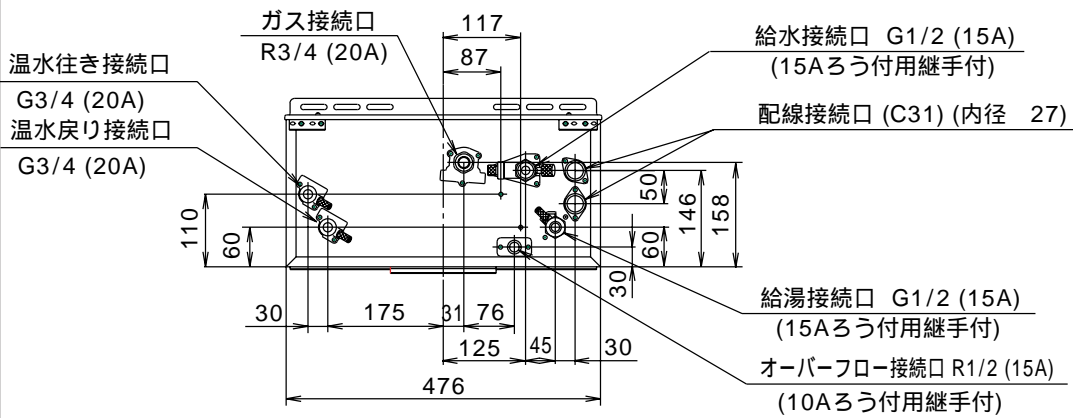 ガス接続口
R3/4 (20A)
117
87
給水接続口 G1/2 (15A)
(15Aろう付用継手付)
温水往き接続口
G3/4 (20A)
温水戻り接続口
G3/4 (20A)
配線接続口 (C31) (内径 27)
110
60
50
146
158
60
30
30
175
31
76
125
45
30
476
給湯接続口 G1/2 (15A)
(15Aろう付用継手付)
オーバーフロー接続口 R1/2 (15A)
(10Aろう付用継手付)